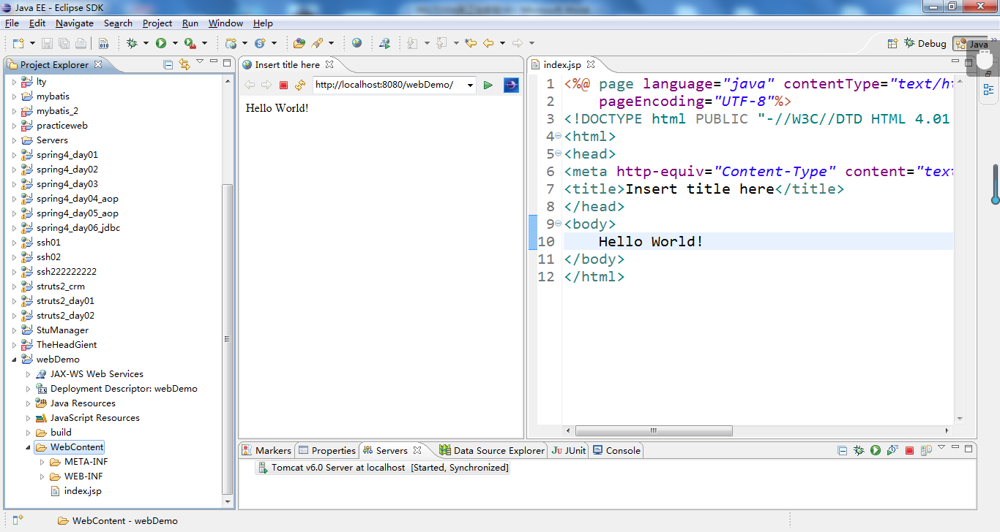 Java EE - Eclipse SDK
File Edit Navigate Search Project Run Window Help
010
S
Debug
Java
Project Explorer
lty
mybatis
mybatis_2
practiceweb
Servers
spring4_day01
spring4_day02
spring4_day03
spring4_day04_aop
spring4_day05_aop
spring4_day06_jdbc
ssh01
ssh02
ssh222222222
struts2_crm
struts2_day01
struts2_day02
StuManager
TheHeadGient
webDemo
JAX-WS Web Services
2.5 Deployment Descriptor: webDemo
Java Resources
JavaScript Resources
build
WebContent
META-INF
WEB-INF
index.jsp
Insert title here
http://localhost:8080/webDemo/
Hello World!
index.jsp
1 <%@ page language="java" contentType="text/ht
2 pageEncoding="UTF-8"%>
3 <!DOCTYPE html PUBLIC "-//W3C//DTD HTML 4.01
4 <html>
5 <head>
6 <meta http-equiv="Content-Type" content="text
7 <title>Insert title here</title>
8 </head>
9 <body>
10 Hello World!
11 </body>
12 </html>
Markers Properties Servers Data Source Explorer Ju JUnit Console
Tomcat v6.0 Server at localhost [Started, Synchronized]
WebContent - webDemo